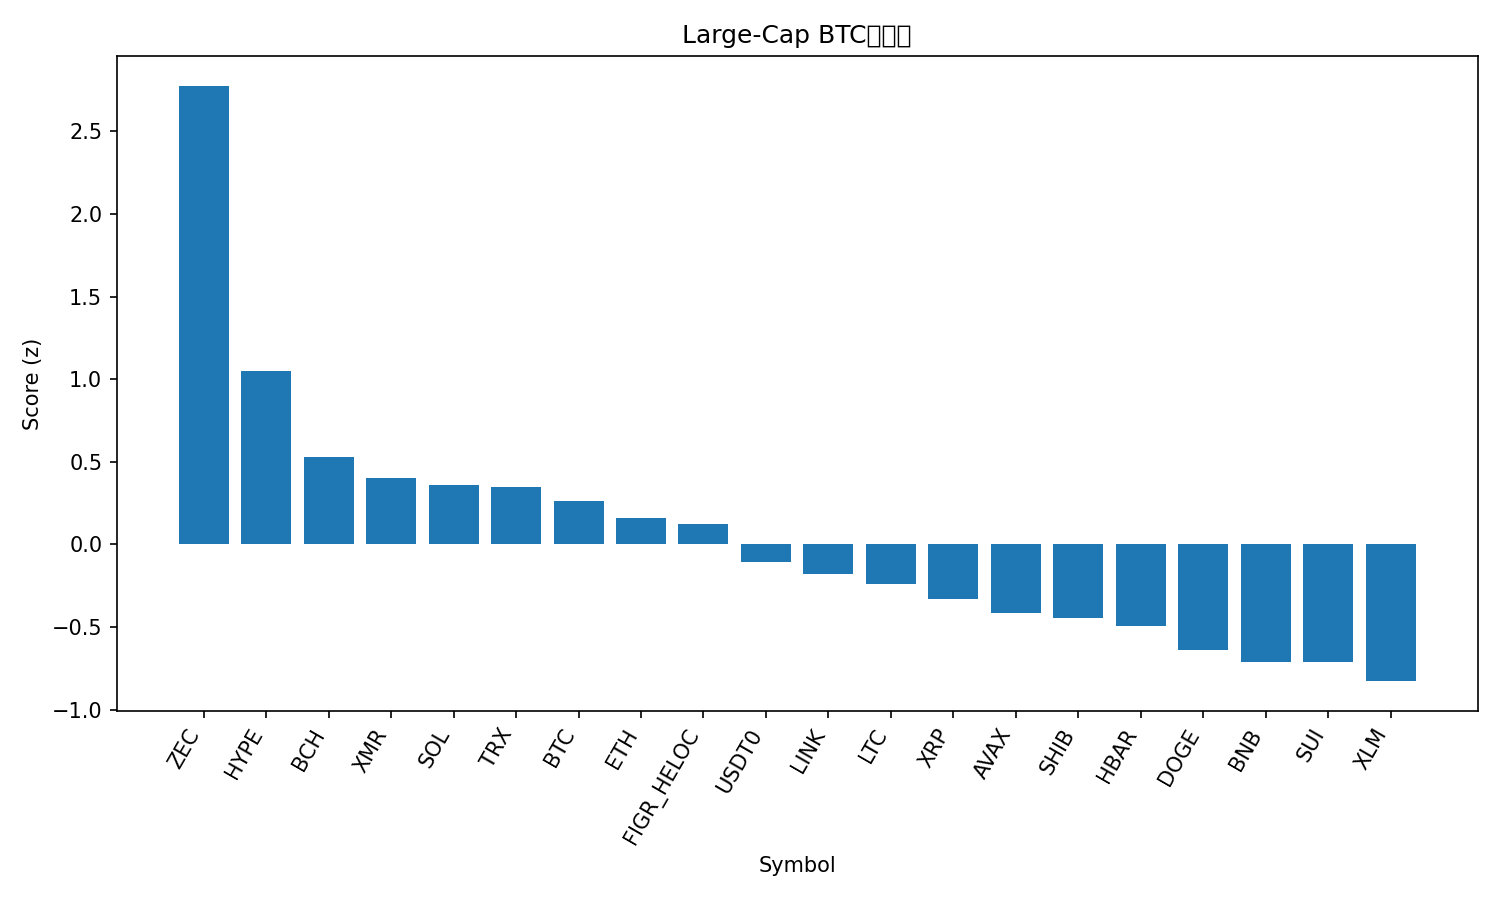 Large-Cap BTC
Score (z)
2.5
2.0
1.5
1.0
0.5
0.0
−0.5
−1.0
ZEC
HYPE
BCH
XMR
SOL
TRX
BTC
ETH
FIGR_HELOC
USDT0
LINK
LTC
XRP
AVAX
SHIB
HBAR
DOGE
BNB
SUI
XLM
Symbol